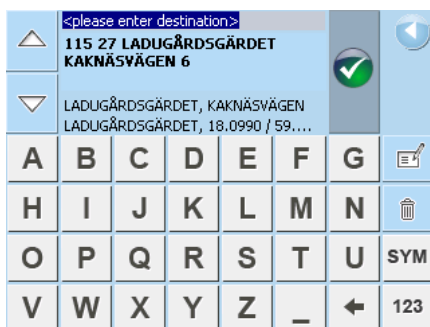 <please enter destination>
115 27 LADUGÅRDSGÄRDET
KAKNÄSVÄGEN 6
LADUGÅRDSGÄRDET, KAKNÄSVÄGEN
LADUGÅRDSGÄRDET, 18.0990 / 59....
A B C D E F G
H I J K L M N
O P Q R S T U SYM
V W X Y Z _ 123